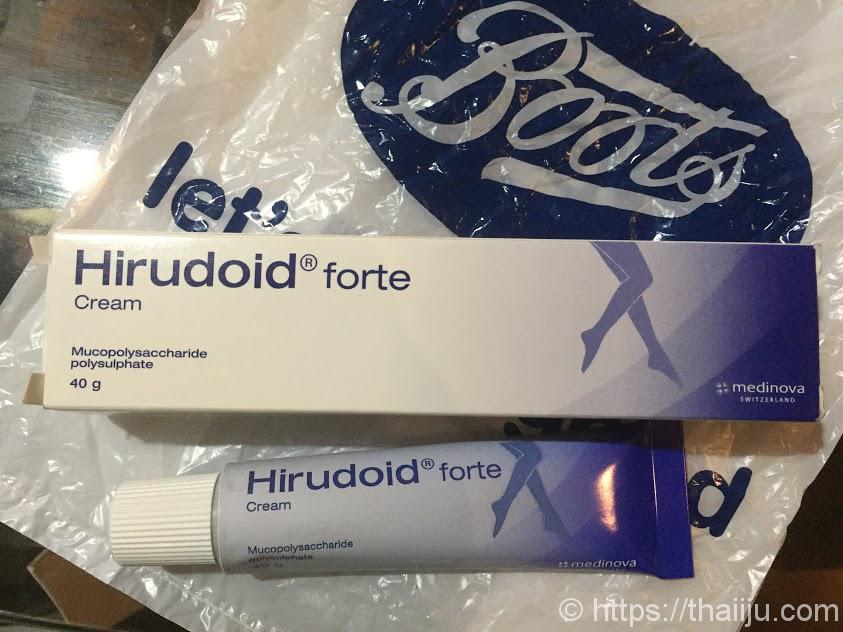 Boots
let's
Hirudoid® forte
Cream
Mucopolysaccharide
polysulphate
40 g
medinova
SWITZERLAND
Hirudoid® forte
Cream
Mucopolysaccharide
polysulphate
40 g
medinova
© https://thaiiju.com